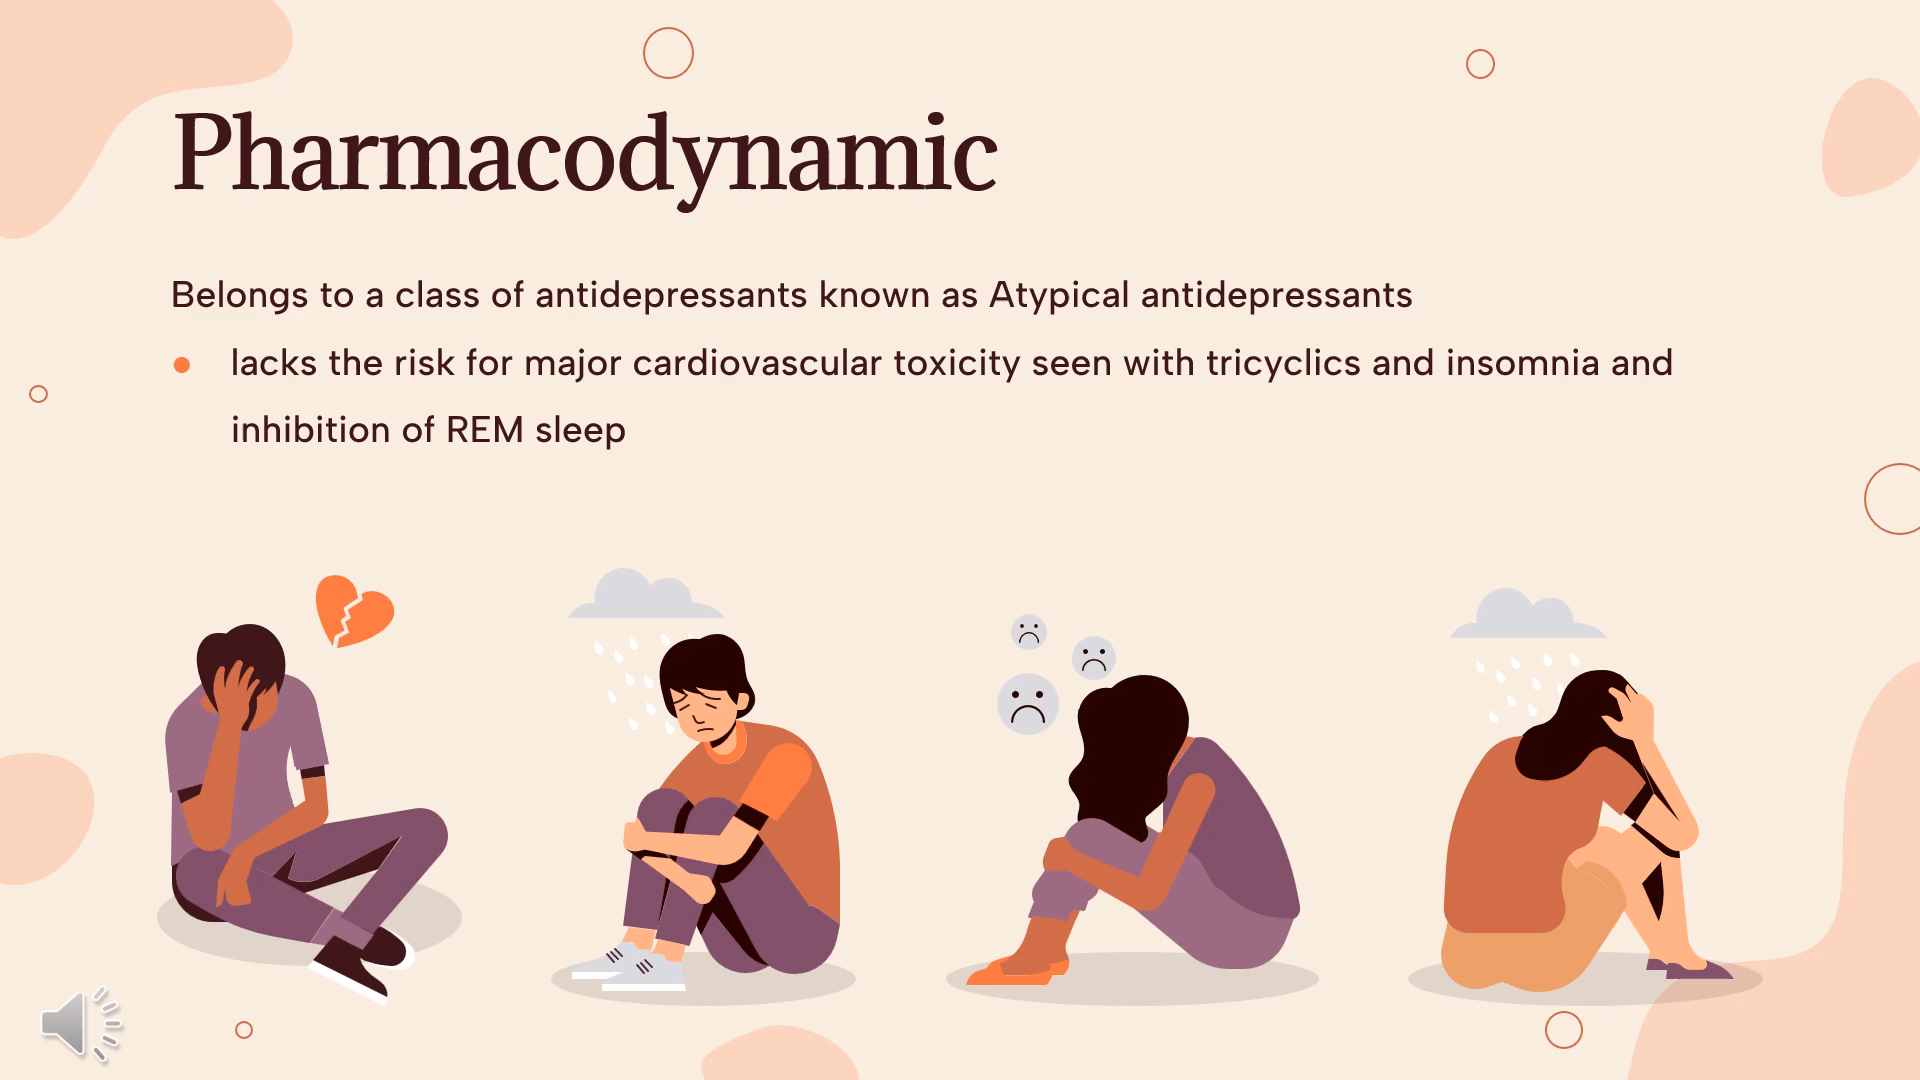 Pharmacodynamic
Belongs to a class of antidepressants known as Atypical antidepressants
lacks the risk for major cardiovascular toxicity seen with tricyclics and insomnia and
inhibition of REM sleep